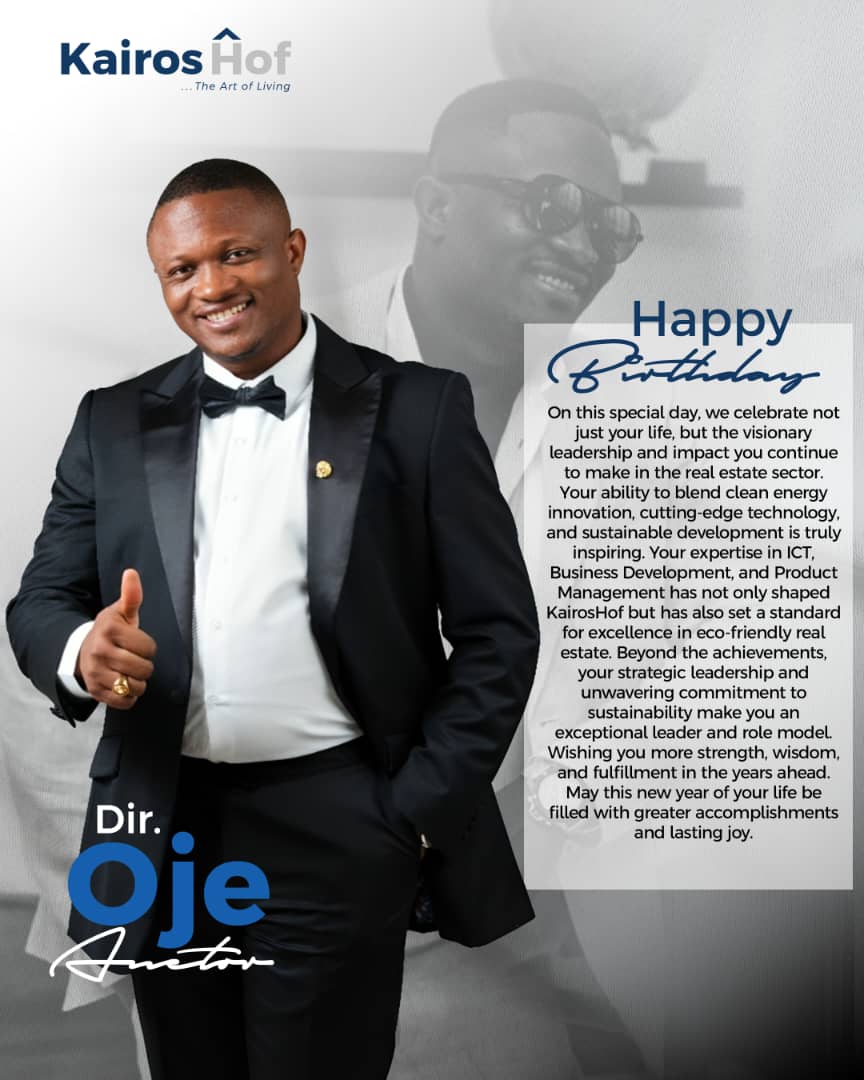 Kairos Hof
...The Art of Living
Happy
Birthday
On this special day, we celebrate not
just your life, but the visionary
leadership and impact you continue
to make in the real estate sector.
Your ability to blend clean energy
innovation, cutting-edge technology,
and sustainable development is truly
inspiring. Your expertise in ICT,
Business Development, and Product
Management has not only shaped
KairosHof but has also set a standard
for excellence in eco-friendly real
estate. Beyond the achievements,
your strategic leadership and
unwavering commitment to
sustainability make you an
exceptional leader and role model.
Wishing you more strength, wisdom,
and fulfillment in the years ahead.
May this new year of your life be
filled with greater accomplishments
and lasting joy.
Dir.
Oje
Anetor